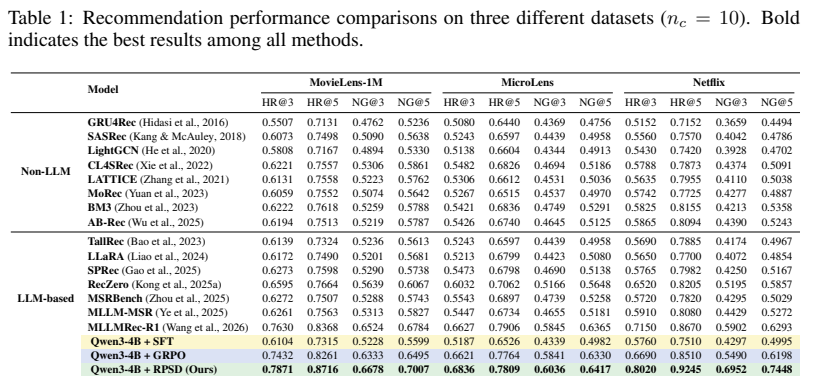 Table 1: Recommendation performance comparisons on three different datasets (n_c = 10). Bold
indicates the best results among all methods.
Model MovieLens-1M MicroLens Netflix
HR@3 HR@5 NG@3 NG@5 HR@3 HR@5 NG@3 NG@5 HR@3 HR@5 NG@3 NG@5
Non-LLM
GRU4Rec (Hidasi et al., 2016) 0.5507 0.7131 0.4762 0.5236 0.5080 0.6440 0.4369 0.4756 0.5152 0.7152 0.3659 0.4494
SASRec (Kang & McAuley, 2018) 0.6073 0.7498 0.5090 0.5638 0.5243 0.6597 0.4439 0.4958 0.5560 0.7570 0.4042 0.4786
LightGCN (He et al., 2020) 0.5808 0.7167 0.4894 0.5330 0.5138 0.6604 0.4344 0.4913 0.5430 0.7420 0.3928 0.4702
CL4SRec (Xie et al., 2022) 0.6221 0.7557 0.5306 0.5861 0.5482 0.6826 0.4694 0.5186 0.5788 0.7873 0.4374 0.5091
LATTICE (Zhang et al., 2021) 0.6131 0.7558 0.5223 0.5762 0.5306 0.6612 0.4531 0.5036 0.5635 0.7955 0.4110 0.5038
MoRec (Yuan et al., 2023) 0.6059 0.7552 0.5074 0.5642 0.5267 0.6515 0.4537 0.4970 0.5742 0.7725 0.4277 0.4887
BM3 (Zhou et al., 2023) 0.6222 0.7618 0.5259 0.5788 0.5421 0.6836 0.4749 0.5291 0.5825 0.8155 0.4213 0.5358
AB-Rec (Wu et al., 2025) 0.6194 0.7513 0.5219 0.5787 0.5426 0.6740 0.4645 0.5125 0.5865 0.8094 0.4390 0.5243
LLM-based
TallRec (Bao et al., 2023) 0.6139 0.7324 0.5236 0.5613 0.5243 0.6597 0.4439 0.4958 0.5690 0.7885 0.4174 0.4967
LLaRA (Liao et al., 2024) 0.6172 0.7490 0.5201 0.5681 0.5213 0.6799 0.4423 0.5080 0.5650 0.7700 0.4072 0.4854
SPRec (Gao et al., 2025) 0.6273 0.7598 0.5290 0.5738 0.5473 0.6798 0.4690 0.5138 0.5765 0.7982 0.4250 0.5167
RecZero (Kong et al., 2025a) 0.6595 0.7664 0.5639 0.6067 0.6032 0.7062 0.5166 0.5648 0.6520 0.8205 0.5195 0.5857
MSRBench (Zhou et al., 2025) 0.6272 0.7507 0.5288 0.5743 0.5543 0.6897 0.4739 0.5258 0.5720 0.7820 0.4295 0.5029
MLLM-MSR (Ye et al., 2025) 0.6261 0.7563 0.5313 0.5827 0.5447 0.6734 0.4655 0.5181 0.5910 0.8080 0.4429 0.5272
MLLMRec-R1 (Wang et al., 2026) 0.7630 0.8368 0.6524 0.6784 0.6627 0.7906 0.5845 0.6365 0.7150 0.8670 0.5902 0.6293
Qwen3-4B + SFT 0.6104 0.7315 0.5228 0.5599 0.5187 0.6526 0.4339 0.4982 0.5760 0.7510 0.4297 0.4995
Qwen3-4B + GRPO 0.7432 0.8261 0.6333 0.6495 0.6621 0.7764 0.5841 0.6330 0.6690 0.8510 0.5490 0.6198
Qwen3-4B + RPSD (Ours) 0.7871 0.8716 0.6678 0.7007 0.6836 0.7809 0.6036 0.6417 0.8020 0.9245 0.6952 0.7448